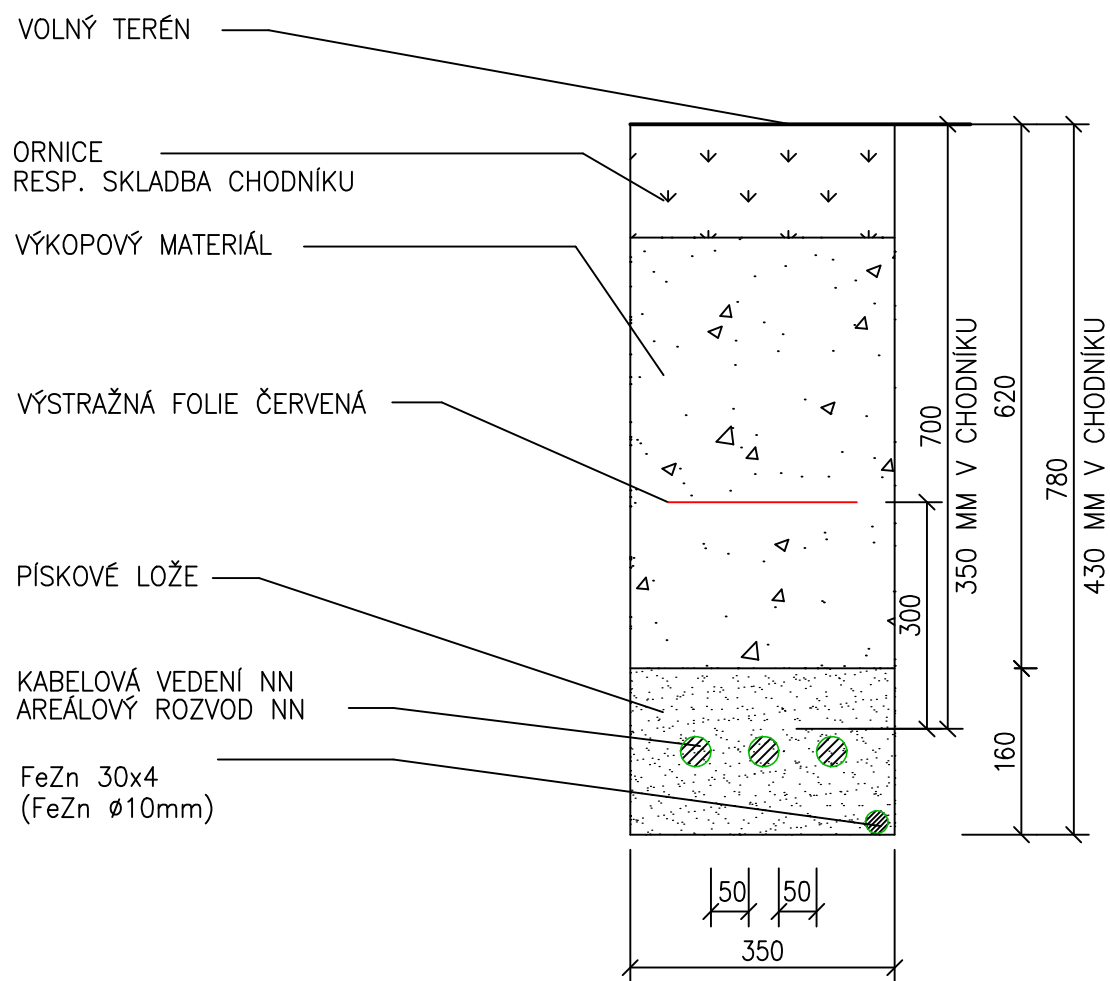 VOLNÝ TERÉN
ORNICE
RESP. SKLADBA CHODNÍKU
VÝKOPOVÝ MATERIÁL
VÝSTRAŽNÁ FOLIE ČERVENÁ
PÍSKOVÉ LOŽE
KABELOVÁ VEDENÍ NN
AREÁLOVÝ ROZVOD NN
FeZn 30x4
(FeZn Ø10mm)
300
700
350 MM V CHODNÍKU
620
160
780
430 MM V CHODNÍKU
50
50
350